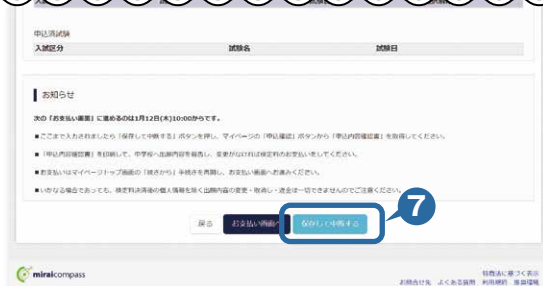 申込済試験
入試区分 試験名 試験日
お知らせ
次の「お支払い画面」に進めるのは1月12日(木)10:00からです。
■ここまで入力されましたら「保存して中断する」ボタンを押し、マイページの「申込確認」ボタンから「申込内容確認書」を取得してください。
■「申込内容確認書」を印刷して、中学校へ出願内容を報告し、変更がなければ検定料のお支払いをしてください。
■お支払いはマイページトップ画面の「続きから」手続きを再開し、お支払い画面へお進みください。
■いかなる場合であっても、検定料決済後の個人情報を除く出願内容の変更・取消し・返金は一切できませんのでご注意ください。
7
戻る お支払い画面へ 保存して中断する
miraicompass
特商法に基づく表示
お問合せ先 よくある質問 利用規約 推奨環境